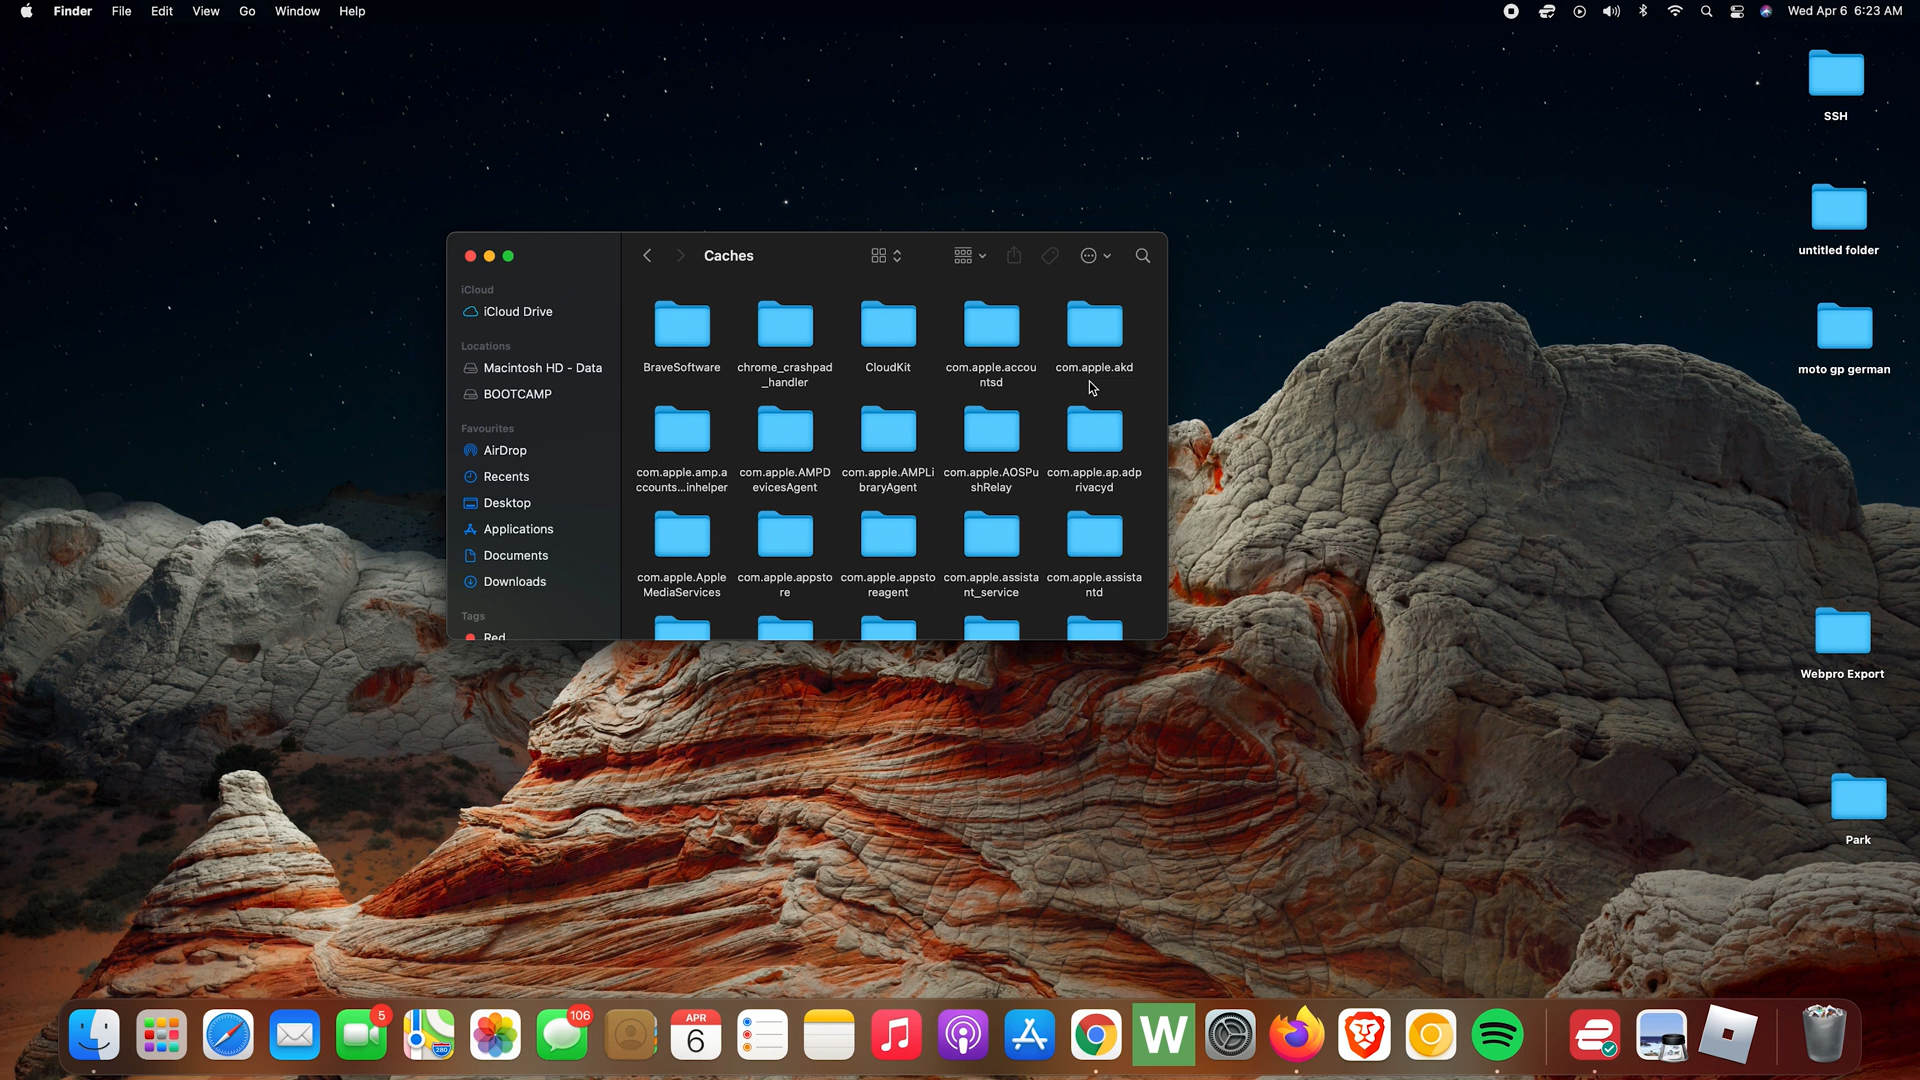 Finder File Edit View Go Window Help
Wed Apr 6 6:23 AM
SSH
untitled folder
moto gp german
Webpro Export
Park
Caches
iCloud
iCloud Drive
Locations
Macintosh HD - Data
BOOTCAMP
Favourites
AirDrop
Recents
Desktop
Applications
Documents
Downloads
Tags
Red
BraveSoftware
chrome_crashpad
_handler
CloudKit
com.apple.accou
ntsd
com.apple.akd
com.apple.amp.a
ccounts...inhelper
com.apple.AMPD
evicesAgent
com.apple.AMPLi
braryAgent
com.apple.AOSPu
shRelay
com.apple.ap.adp
rivacyd
com.apple.Apple
MediaServices
com.apple.appsto
re
com.apple.appsto
reagent
com.apple.assista
nt_service
com.apple.assista
ntd
5
280
106
APR
6
W